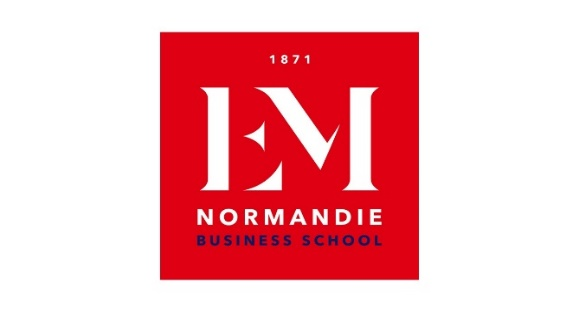 1871
EM
NORMANDIE
BUSINESS SCHOOL